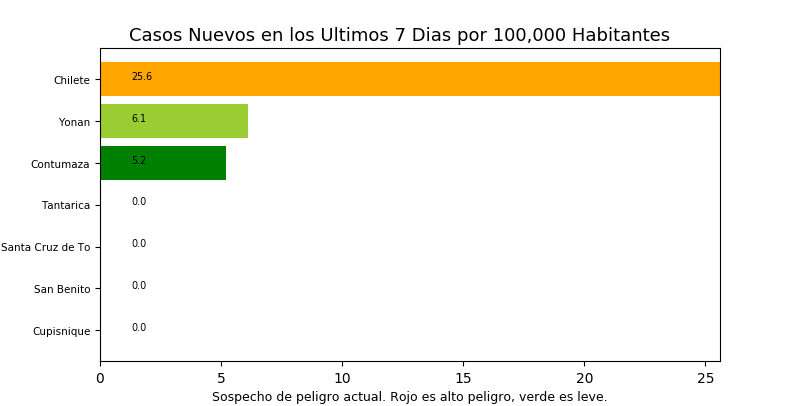 Casos Nuevos en los Ultimos 7 Dias por 100,000 Habitantes
Chilete 25.6
Yonan 6.1
Contumaza 5.2
Tantarica 0.0
Santa Cruz de To 0.0
San Benito 0.0
Cupisnique 0.0
0 5 10 15 20 25
Sospecho de peligro actual. Rojo es alto peligro, verde es leve.